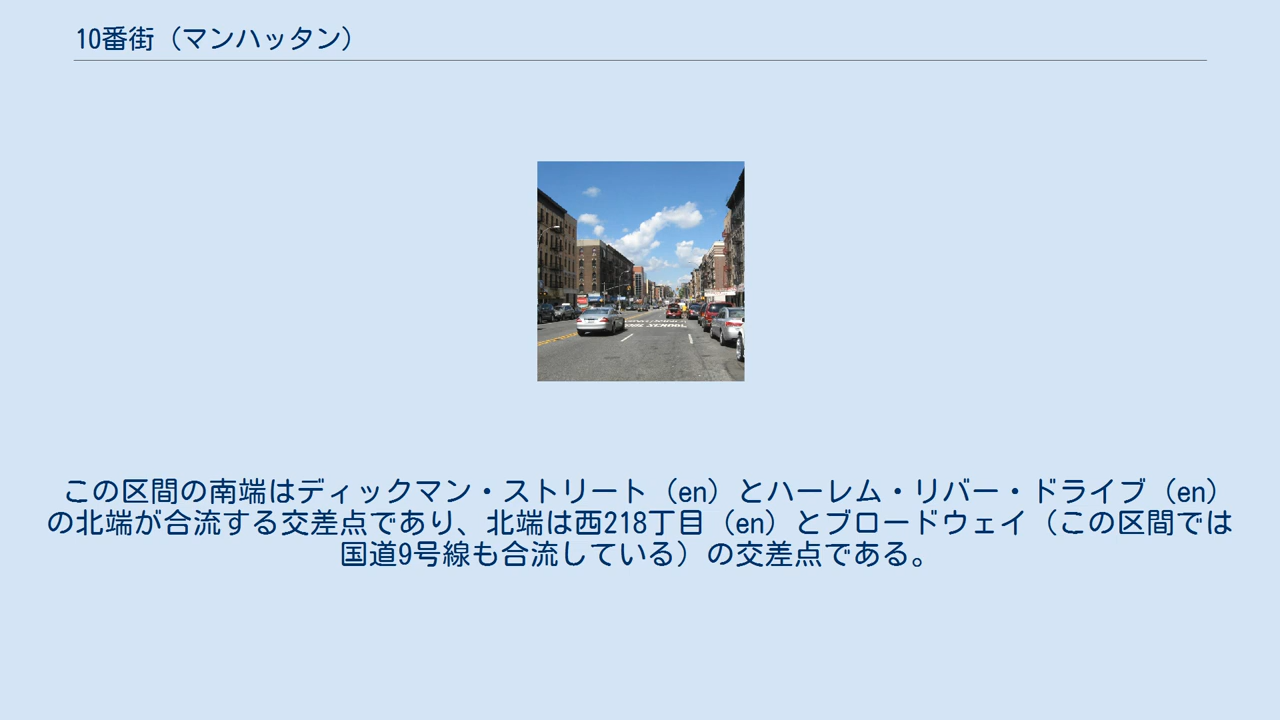 10番街（マンハッタン）
SCHOOL
この区間の南端はディックマン・ストリート（en）とハーレム・リバー・ドライブ（en）
の北端が合流する交差点であり、北端は西218丁目（en）とブロードウェイ（この区間では
国道9号線も合流している）の交差点である。